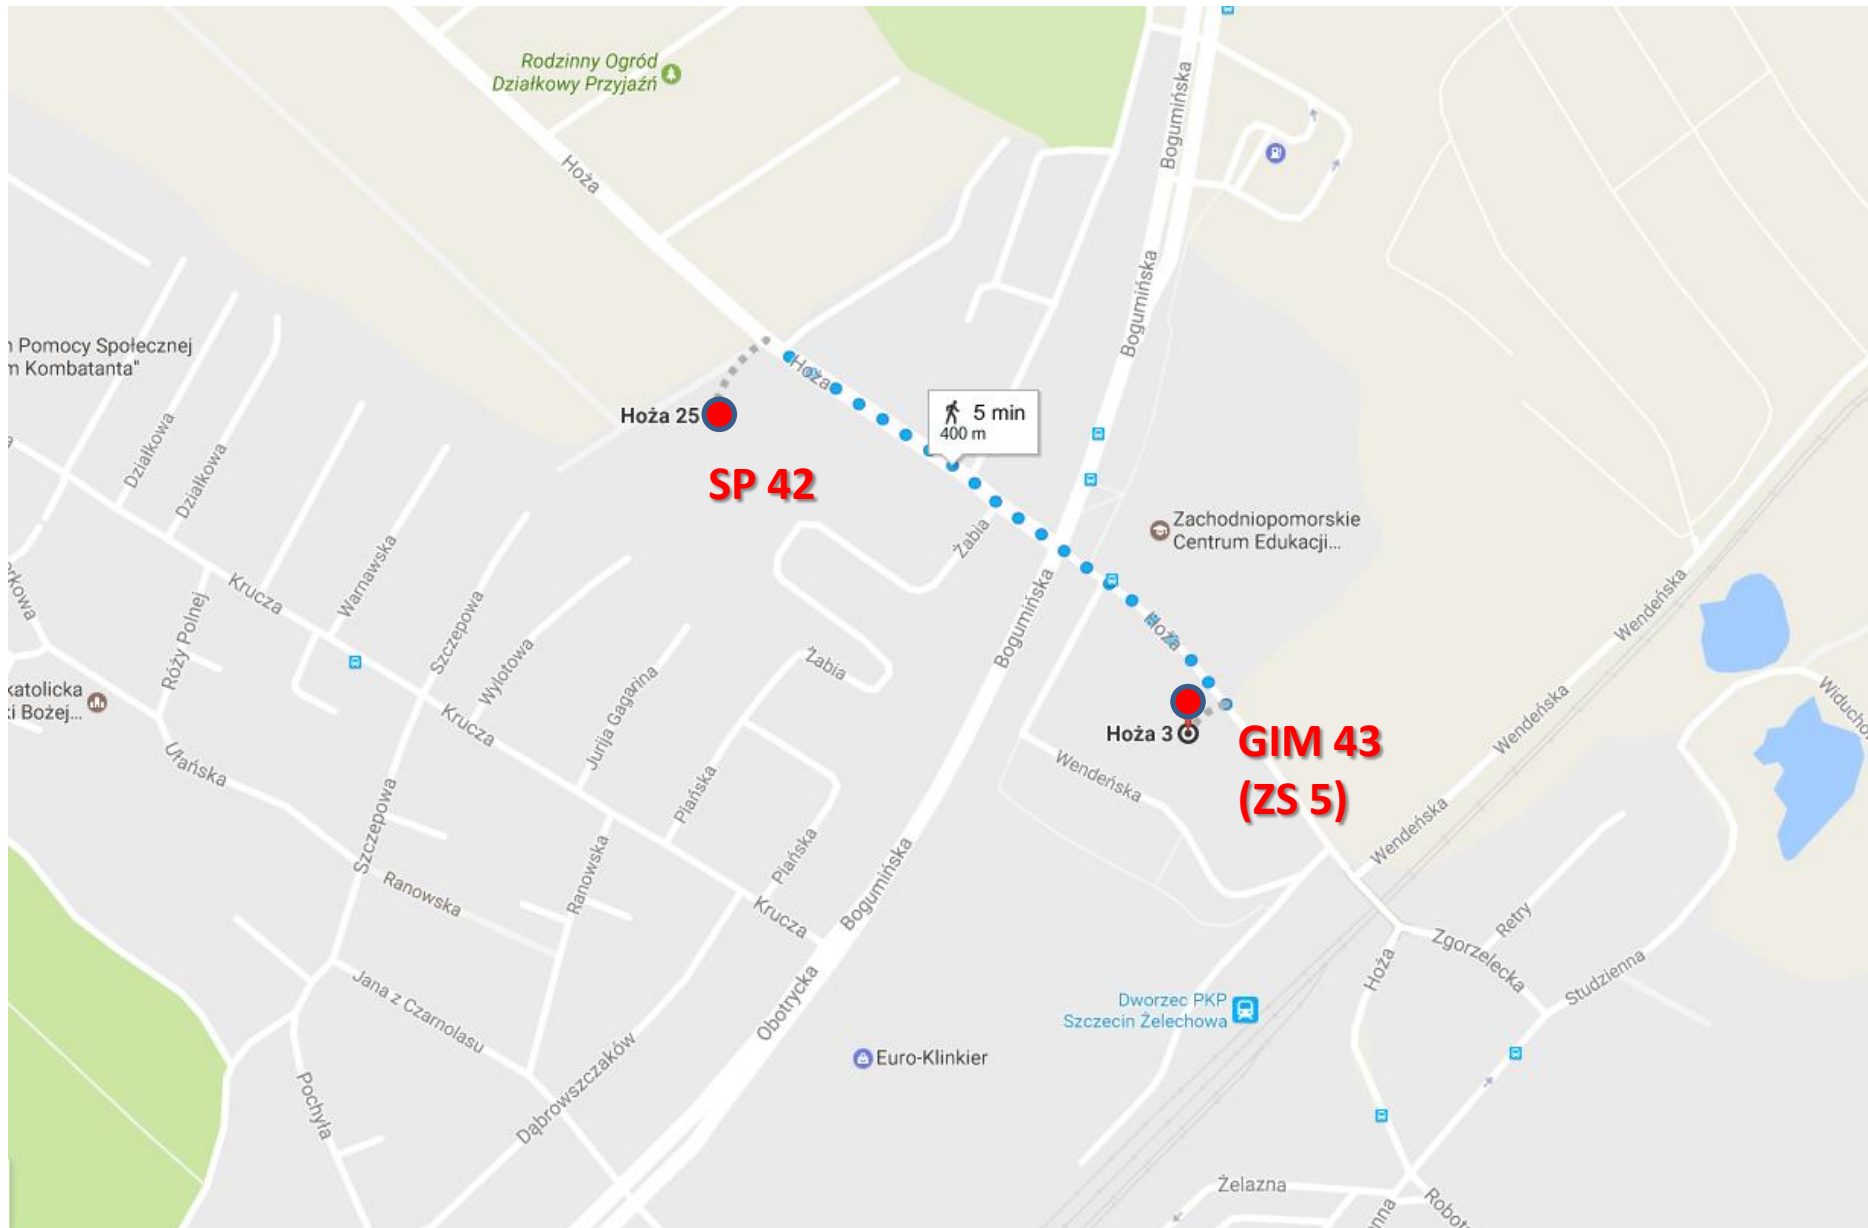 Rodzinny Ogród
Działkowy Przyjaźń
Hoża
Bogumińska
Bogumińska
Pomocy Społecznej
m Kombatanta"
Hoża
Hoża 25
5 min
400 m
SP 42
Działkowa
Działkowa
Zachodniopomorskie
Centrum Edukacji...
Żabia
Krucza
Warnawska
Szczepowa
Róży Polnej
Wylotowa
Bogumińska
Hoża
Wendeńska
Żabia
katolicka
i Bożej...
Krucza
Jurija Gagarina
Wendeńska
Hoża 3
GIM 43
(ZS 5)
Ułańska
Wendeńska
Piańska
Szczepowa
Wendeńska
Ranowska
Piańska
Bogumińska
Ranowska
Krucza
Retry
Zgorzelecka
Hoża
Studzienna
Jana z Czarnolasu
Obotrycka
Dworzec PKP
Szczecin Żelechowa
Euro-Klinkier
Pochyła
Dąbrowszczaków
Żelazna